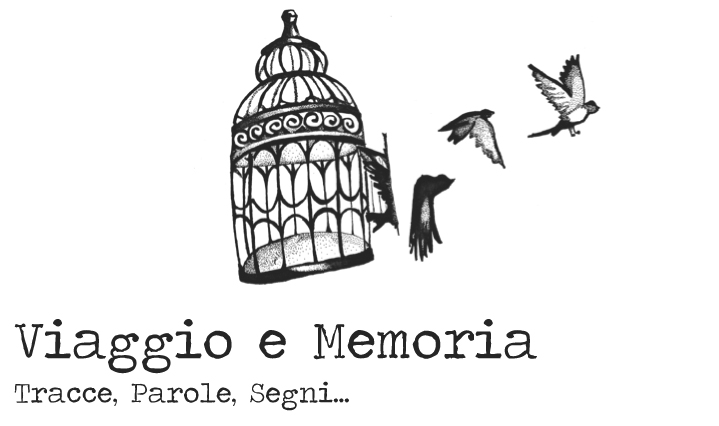 Viaggio e Memoria
Tracce, Parole, Segni...